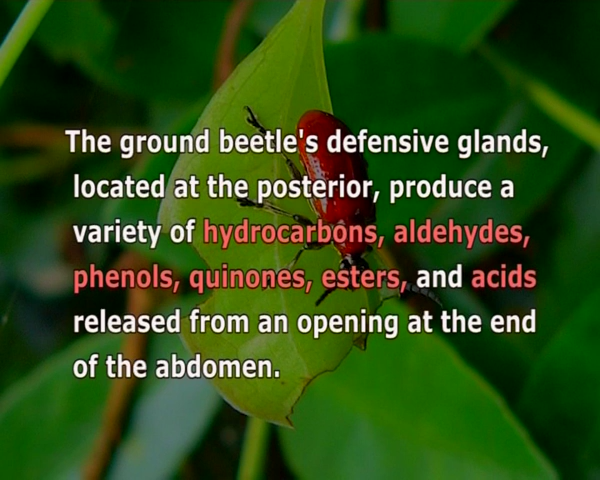 The ground beetle's defensive glands,
located at the posterior, produce a
variety of hydrocarbons, aldehydes,
phenols, quinones, esters, and acids
released from an opening at the end
of the abdomen.